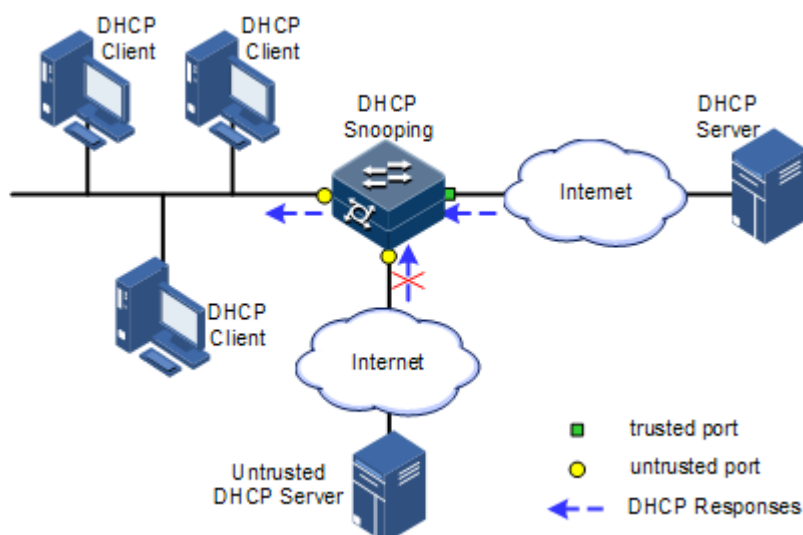 DHCP
Client
DHCP
Client
DHCP
Snooping
DHCP
Server
Internet
DHCP
Client
Internet
Untrusted
DHCP Server
trusted port
untrusted port
DHCP Responses